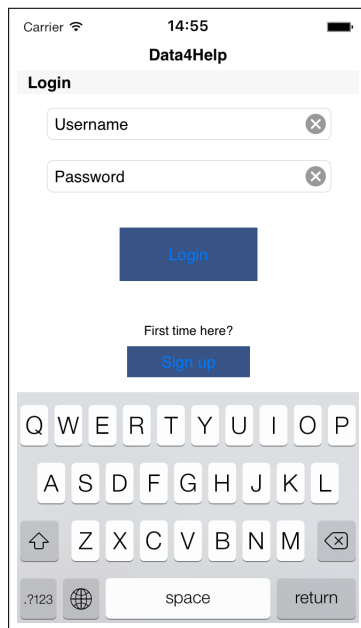 Carrier 14:55
Data4Help
Login
Username
Password
Login
First time here?
Sign up
Q W E R T Y U I O P
A S D F G H J K L
Z X C V B N M
.?123 space return